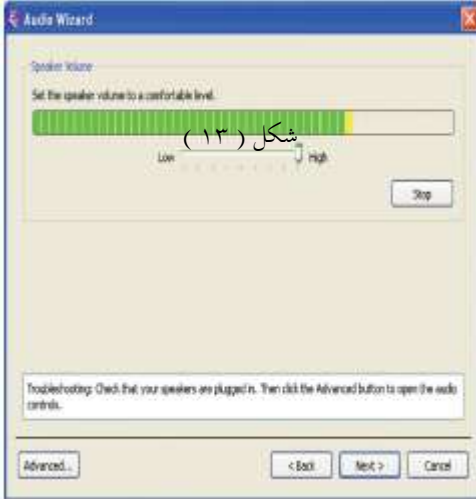 Audio Wizard
Speaker Volume
Set the speaker volume to a comfortable level.
شكل ( ١٣ )
Low High
Stop
Troubleshooting: Check that your speakers are plugged in. Then click the Advanced button to open the audio
controls.
Advanced... < Back Next > Cancel